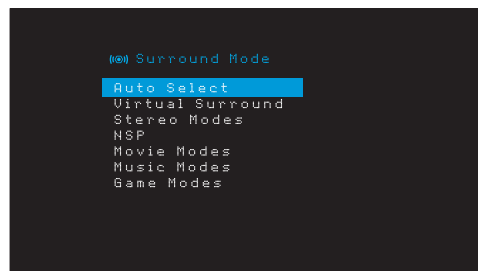 Surround Mode
Auto Select
Virtual Surround
Stereo Modes
NSP
Movie Modes
Music Modes
Game Modes